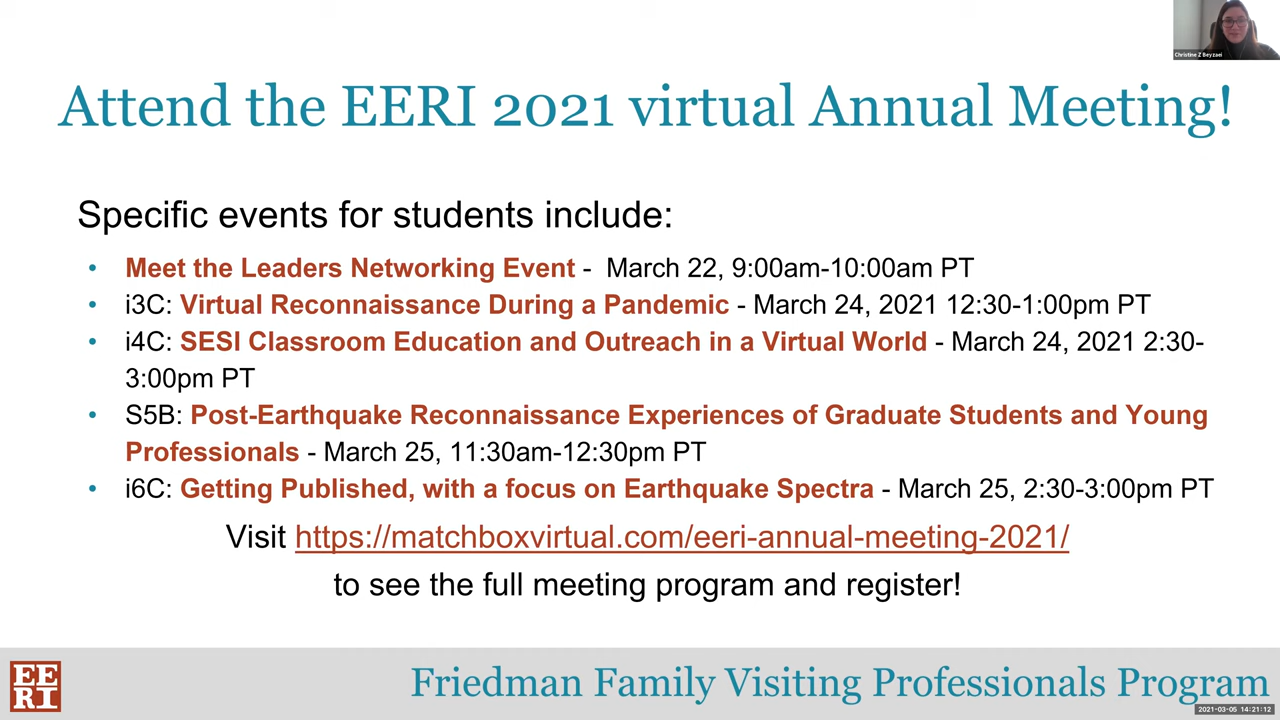 Christine Z Beyzaei
Attend the EERI 2021 virtual Annual Meeting!
Specific events for students include:
• Meet the Leaders Networking Event - March 22, 9:00am-10:00am PT
• i3C: Virtual Reconnaissance During a Pandemic - March 24, 2021 12:30-1:00pm PT
• i4C: SESI Classroom Education and Outreach in a Virtual World - March 24, 2021 2:30-
3:00pm PT
• S5B: Post-Earthquake Reconnaissance Experiences of Graduate Students and Young
Professionals - March 25, 11:30am-12:30pm PT
• i6C: Getting Published, with a focus on Earthquake Spectra - March 25, 2:30-3:00pm PT
Visit https://matchboxvirtual.com/eeri-annual-meeting-2021/
to see the full meeting program and register!
EE
RI
Friedman Family Visiting Professionals Program
2021-03-05 14:21:12